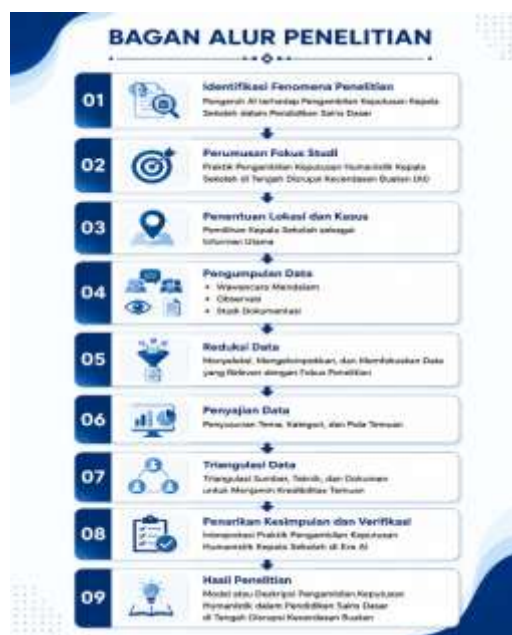 BAGAN ALUR PENELITIAN
01
Identifikasi Fenomena Penelitian
Pengaruh AI terhadap Pengambilan Keputusan Kepala
Sekolah dalam Pendidikan Sains Dasar
02
Perumusan Fokus Studi
Praktik Pengambilan Keputusan Humanistik Kepala
Sekolah di Tengah Disrupsi Kecerdasan Buatan (AI)
03
Penentuan Lokasi dan Kasus
Pemilihan Kepala Sekolah sebagai
Informan Utama
04
Pengumpulan Data
• Wawancara Mendalam
• Observasi
• Studi Dokumentasi
05
Reduksi Data
Menyeleksi, Mengelompokkan, dan Memfokuskan Data
yang Relevan dengan Fokus Penelitian
06
Penyajian Data
Penyusunan Tema, Kategori, dan Pola Temuan
07
Triangulasi Data
Triangulasi Sumber, Teknik, dan Dokumen
untuk Menjamin Kredibilitas Temuan
08
Penarikan Kesimpulan dan Verifikasi
Interpretasi Praktik Pengambilan Keputusan
Humanistik Kepala Sekolah di Era AI
09
Hasil Penelitian
Model atau Deskripsi Pengambilan Keputusan
Humanistik dalam Pendidikan Sains Dasar
di Tengah Disrupsi Kecerdasan Buatan